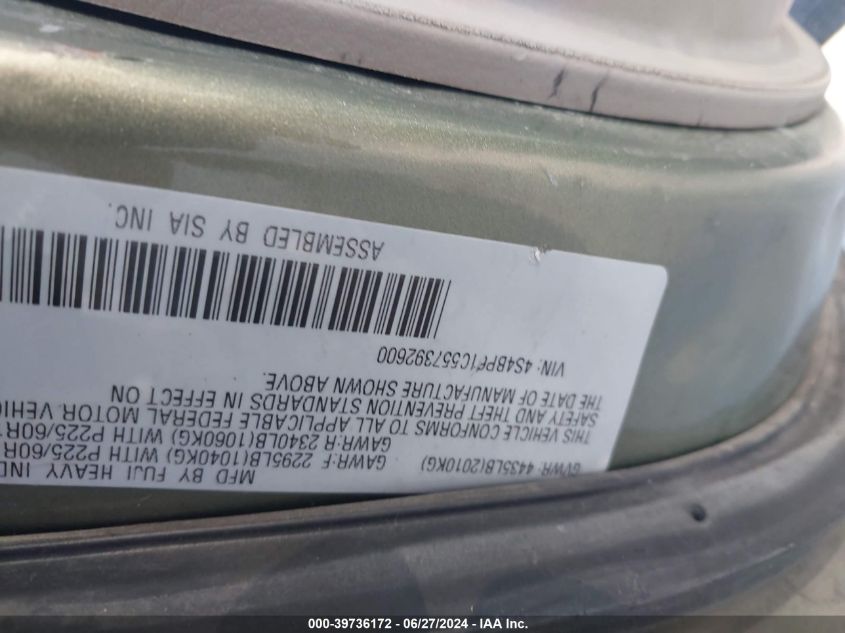 MFD BY FUJI HEAVY IND
GVWR: 4435LB(2010KG)
GAWR:F 2295LB(1040KG) WITH P225/60R
GAWR:R 2340LB(1060KG) WITH P225/60R
THIS VEHICLE CONFORMS TO ALL APPLICABLE FEDERAL MOTOR VEHIC
SAFETY AND THEFT PREVENTION STANDARDS IN EFFECT ON
THE DATE OF MANUFACTURE SHOWN ABOVE.
VIN: 4S4BP61C557392600
ASSEMBLED BY SIA INC.
000-39736172 - 06/27/2024 - IAA Inc.